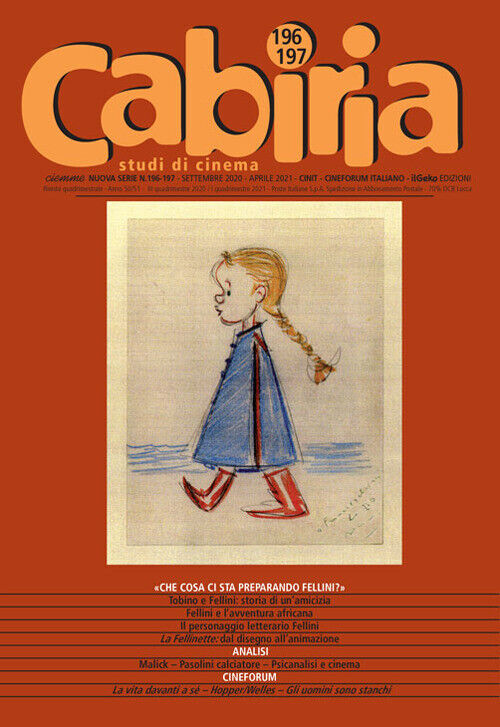 196
197
Cabiria
studi di cinema
ciemme NUOVA SERIE N.196-197 - SETTEMBRE 2020 - APRILE 2021 - CINIT - CINEFORUM ITALIANO - ilGeko EDIZIONI
Rivista quadrimestrale - Anno 50/51 - III quadrimestre 2020 / I quadrimestre 2021 - Poste Italiane S.p.A. Spedizione in Abbonamento Postale - 70% DCB Lucca
«CHE COSA CI STA PREPARANDO FELLINI?»
Tobino e Fellini: storia di un'amicizia
Fellini e l'avventura africana
Il personaggio letterario Fellini
La Fellinette: dal disegno all'animazione
ANALISI
Malick – Pasolini calciatore – Psicanalisi e cinema
CINEFORUM
La vita davanti a sé – Hopper/Welles – Gli uomini sono stanchi